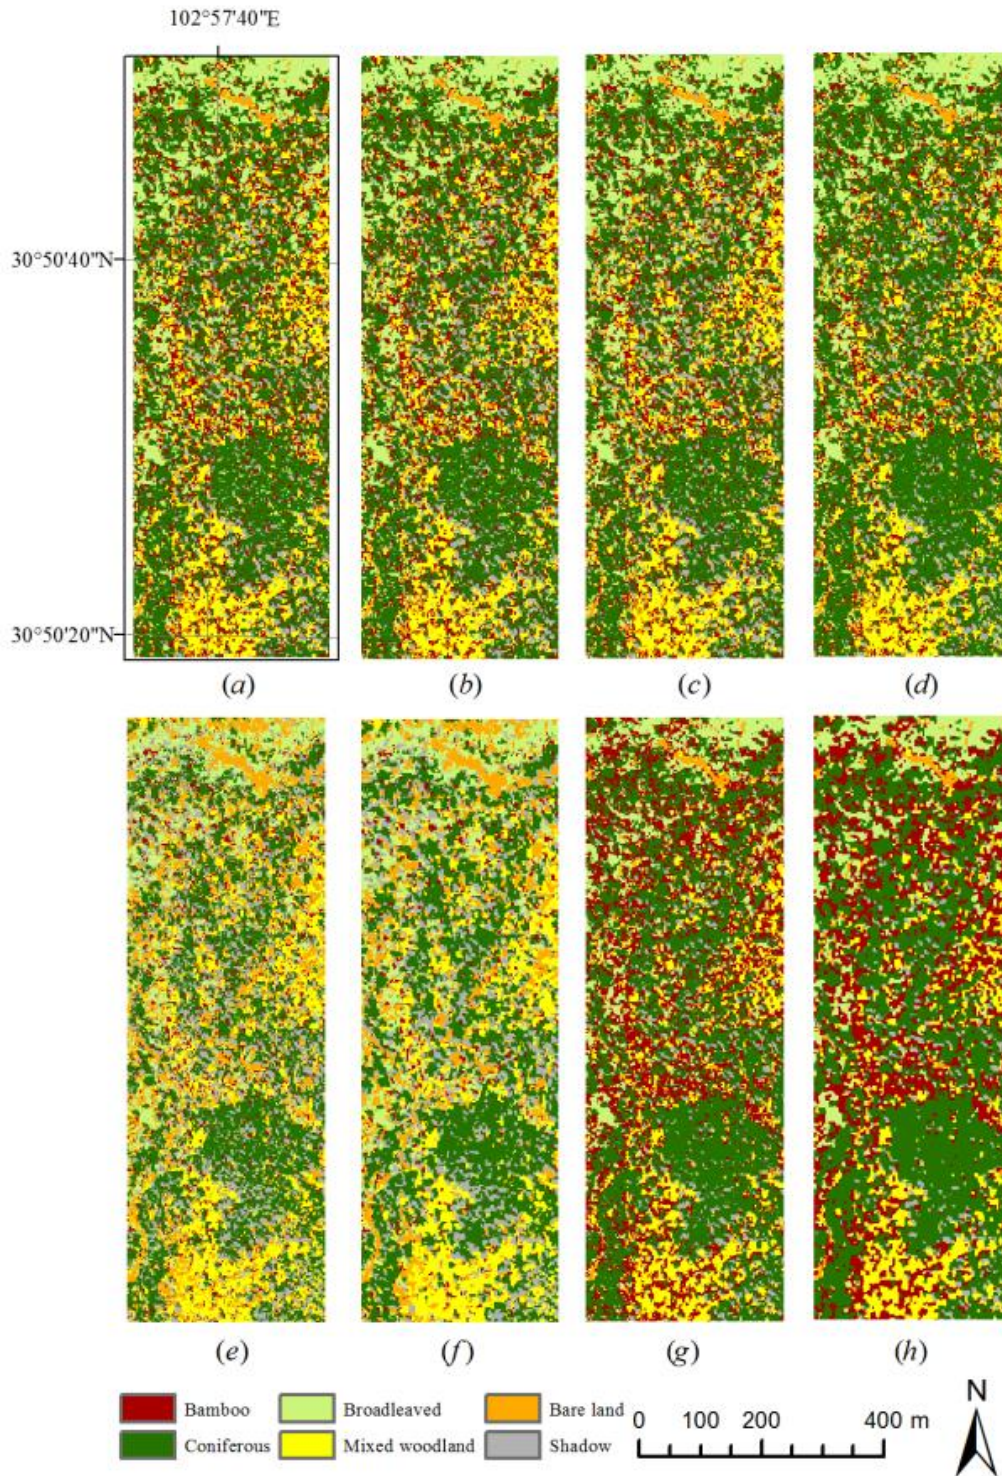 102°57'40"E
30°50'40"N
30°50'20"N
(a) (b) (c) (d)
(e) (f) (g) (h)
Bamboo Broadleaved Bare land
Coniferous Mixed woodland Shadow
0 100 200 400 m
N